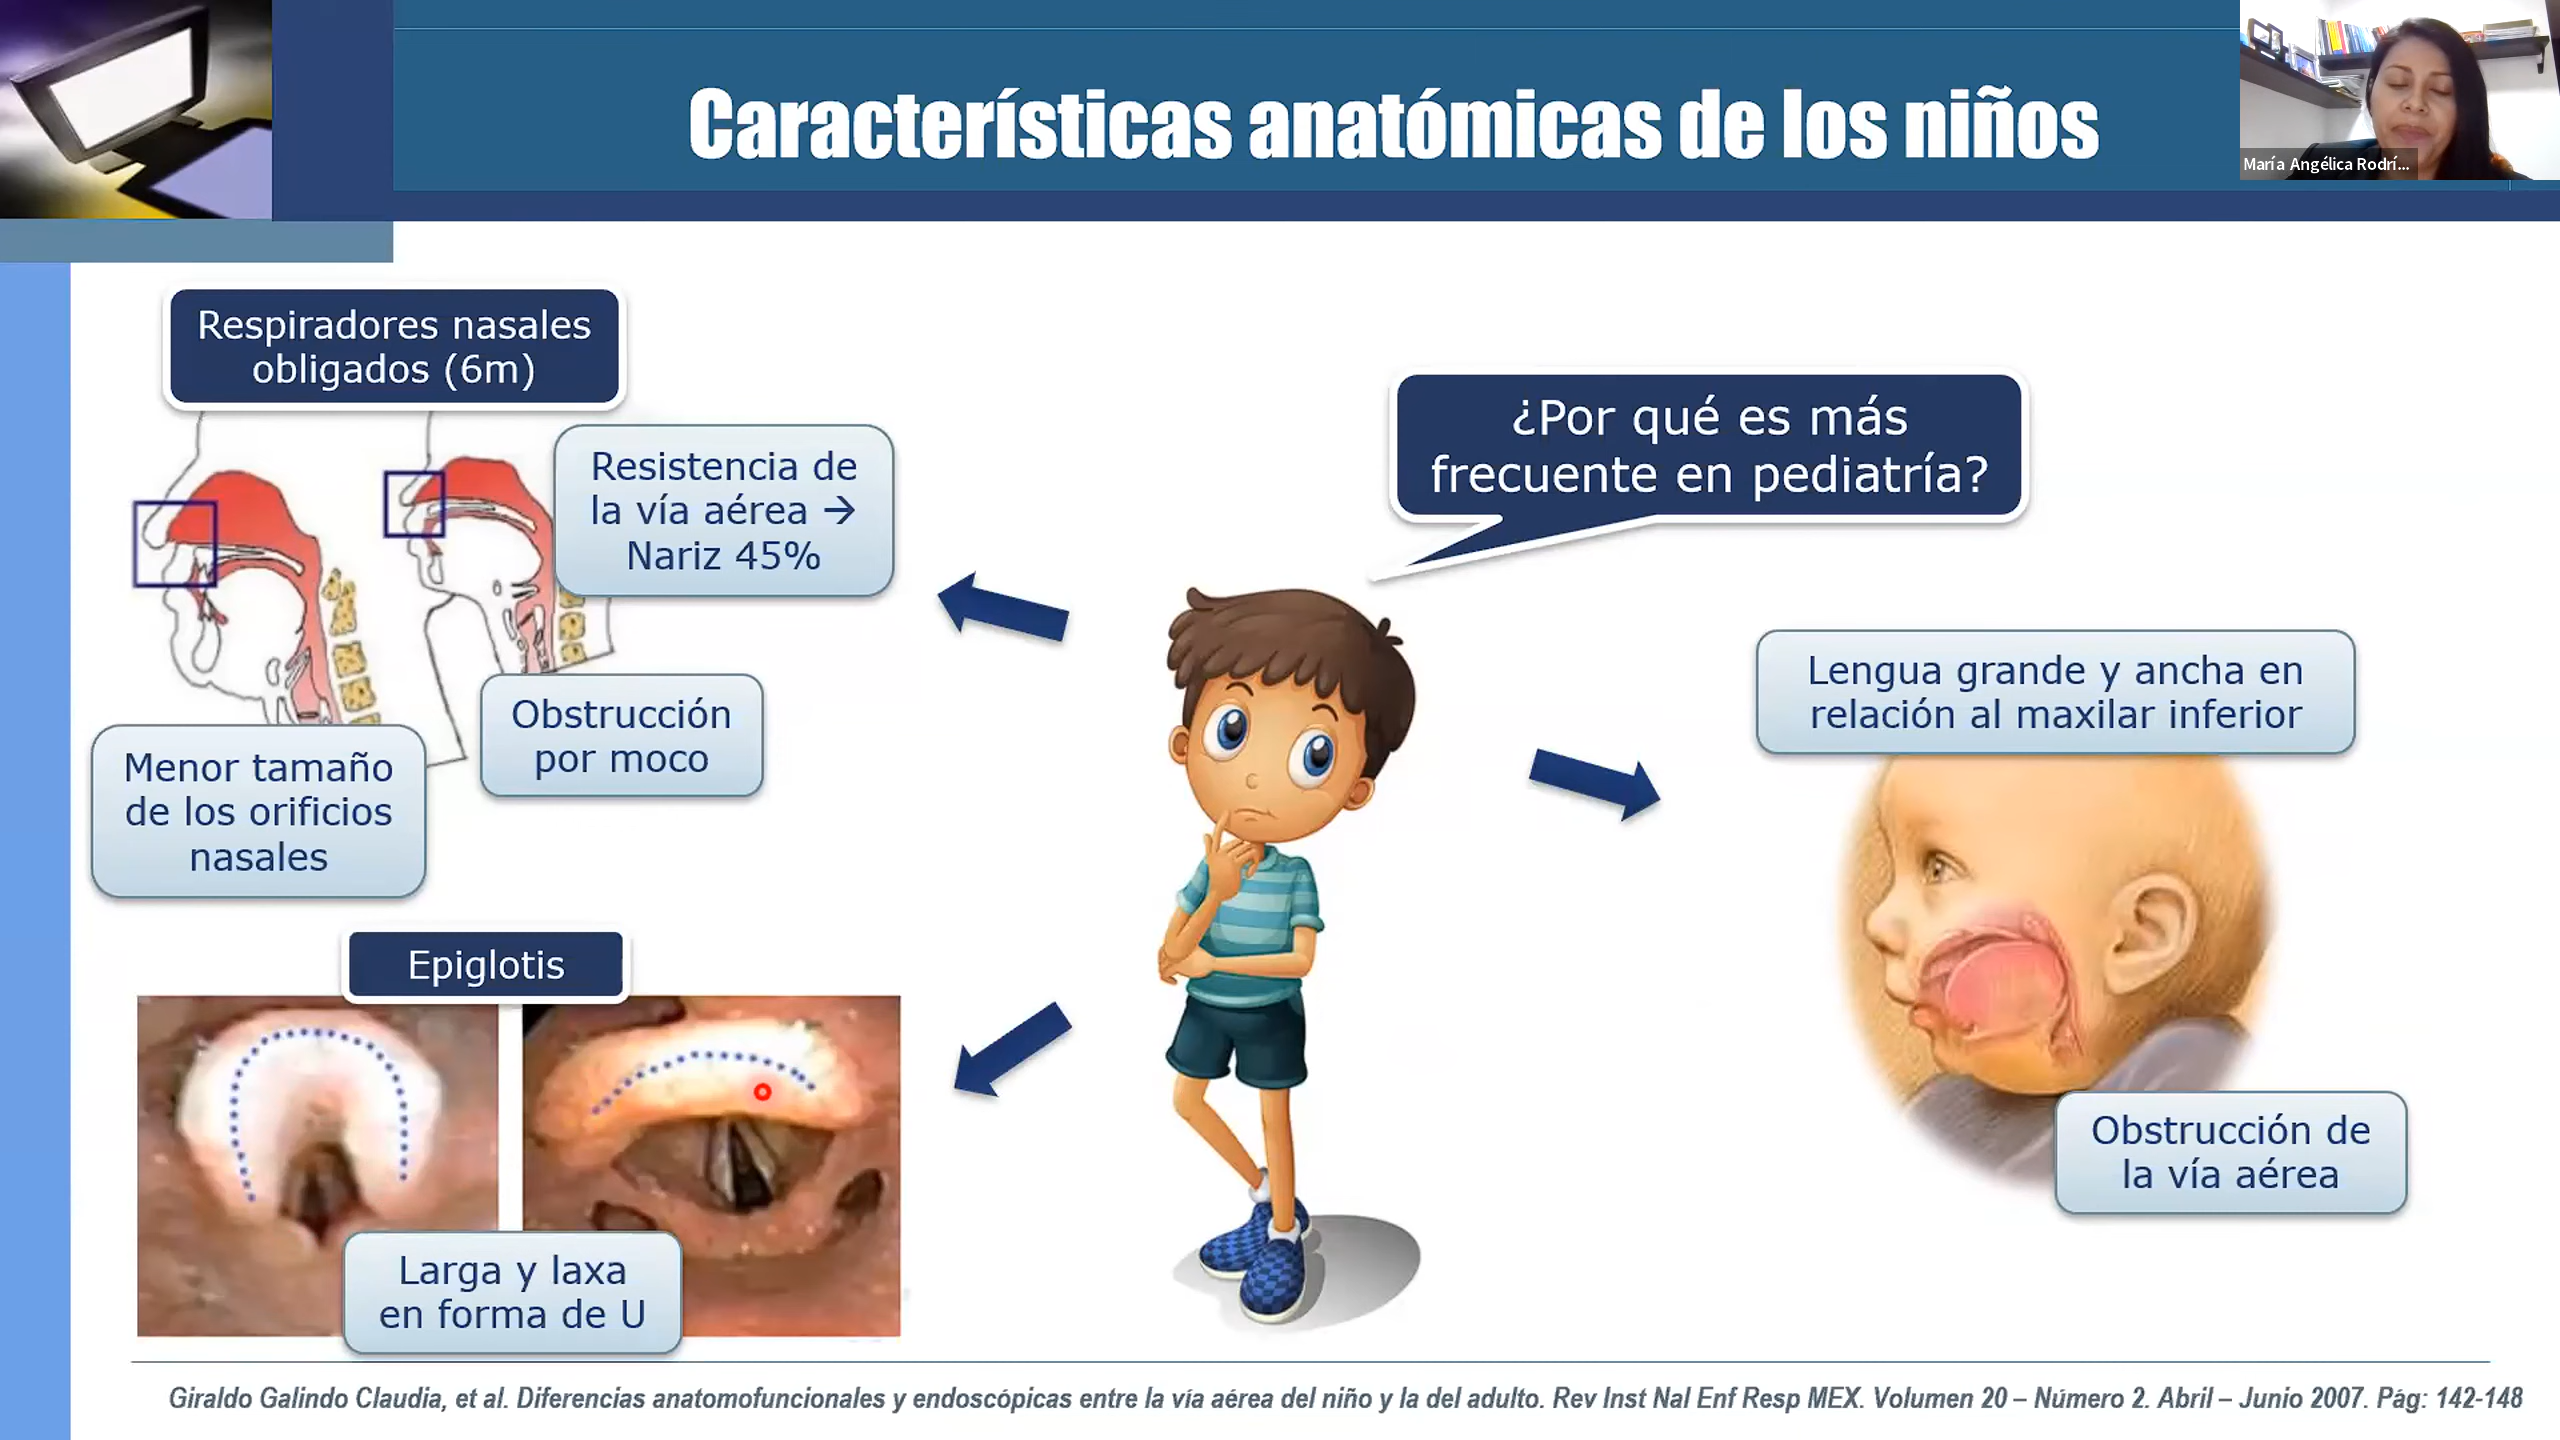 Características anatómicas de los niños
María Angélica Rodrí...
Respiradores nasales
obligados (6m)
Resistencia de
la vía aérea →
Nariz 45%
Obstrucción
por moco
Menor tamaño
de los orificios
nasales
¿Por qué es más
frecuente en pediatría?
Lengua grande y ancha en
relación al maxilar inferior
Obstrucción de
la vía aérea
Epiglotis
Larga y laxa
en forma de U
Giraldo Galindo Claudia, et al. Diferencias anatomofuncionales y endoscópicas entre la vía aérea del niño y la del adulto. Rev Inst Nal Enf Resp MEX. Volumen 20 – Número 2. Abril – Junio 2007. Pág: 142-148